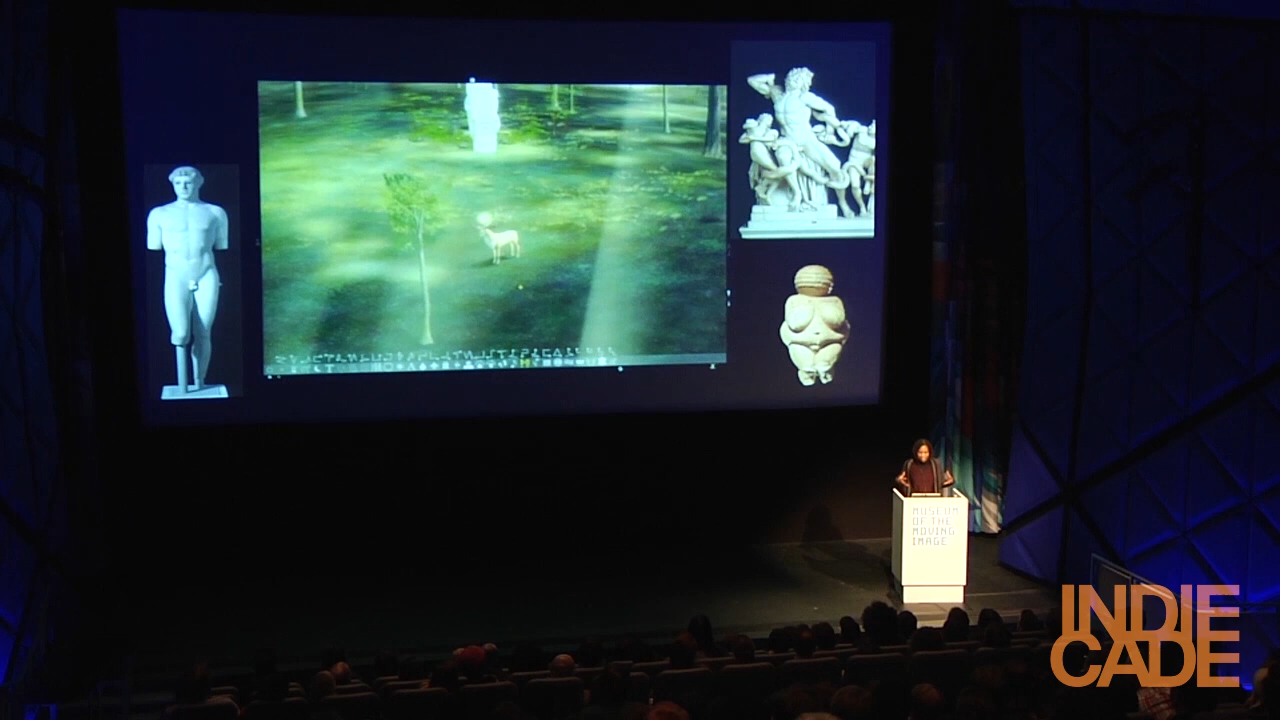 MUSEUM
OF THE
MOVING
IMAGE
INDIE
CADE